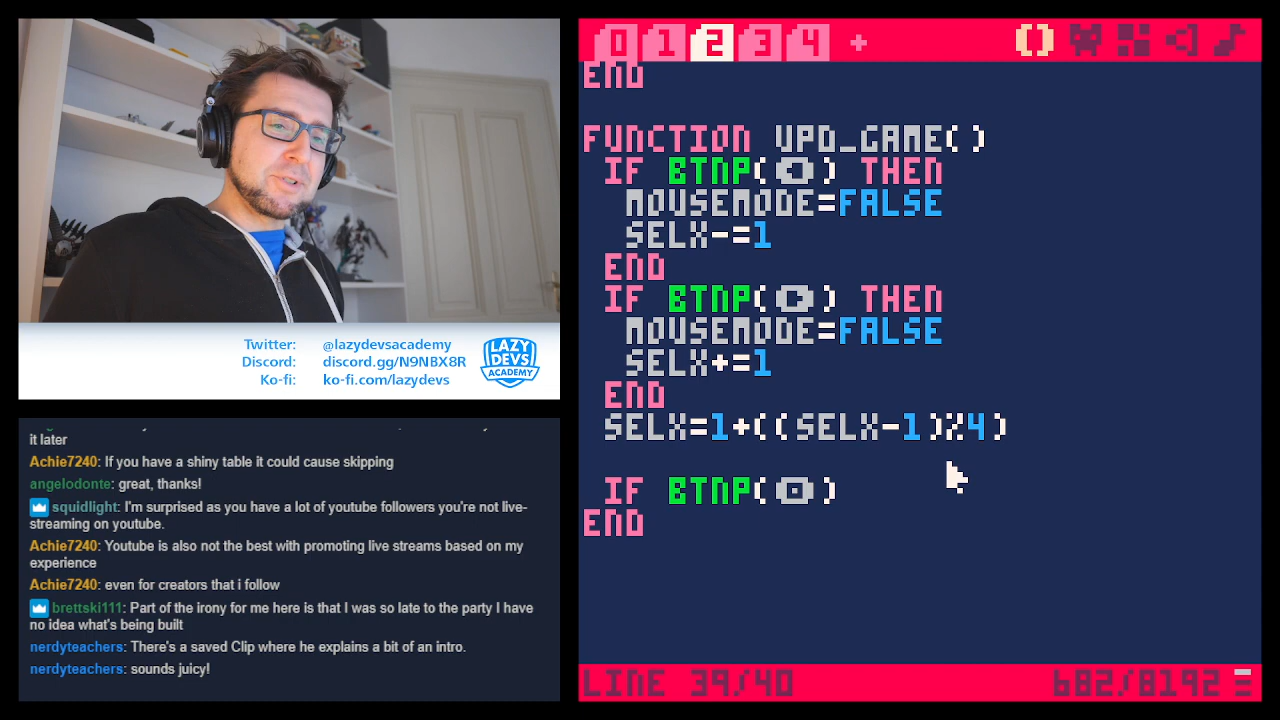 Twitter: @lazydevsacademy
Discord: discord.gg/N9NBX8R
Ko-fi: ko-fi.com/lazydevs
LAZY
DEVS
ACADEMY
it later
Achie7240: If you have a shiny table it could cause skipping
angelodonte: great, thanks!
squidlight: I'm surprised as you have a lot of youtube followers you're not live-
streaming on youtube.
Achie7240: Youtube is also not the best with promoting live streams based on my
experience
Achie7240: even for creators that i follow
brettski111: Part of the irony for me here is that I was so late to the party I have
no idea what's being built
nerdyteachers: There's a saved Clip where he explains a bit of an intro.
nerdyteachers: sounds juicy!
0 1 2 3 4 +
END
FUNCTION UPD_GAME()
IF BTNP(⬅️) THEN
MOUSEMODE=FALSE
SELX-=1
END
IF BTNP(➡️) THEN
MOUSEMODE=FALSE
SELX+=1
END
SELX=1+((SELX-1)%4)
IF BTNP(🅾️)
END
LINE 39/40
682/8192